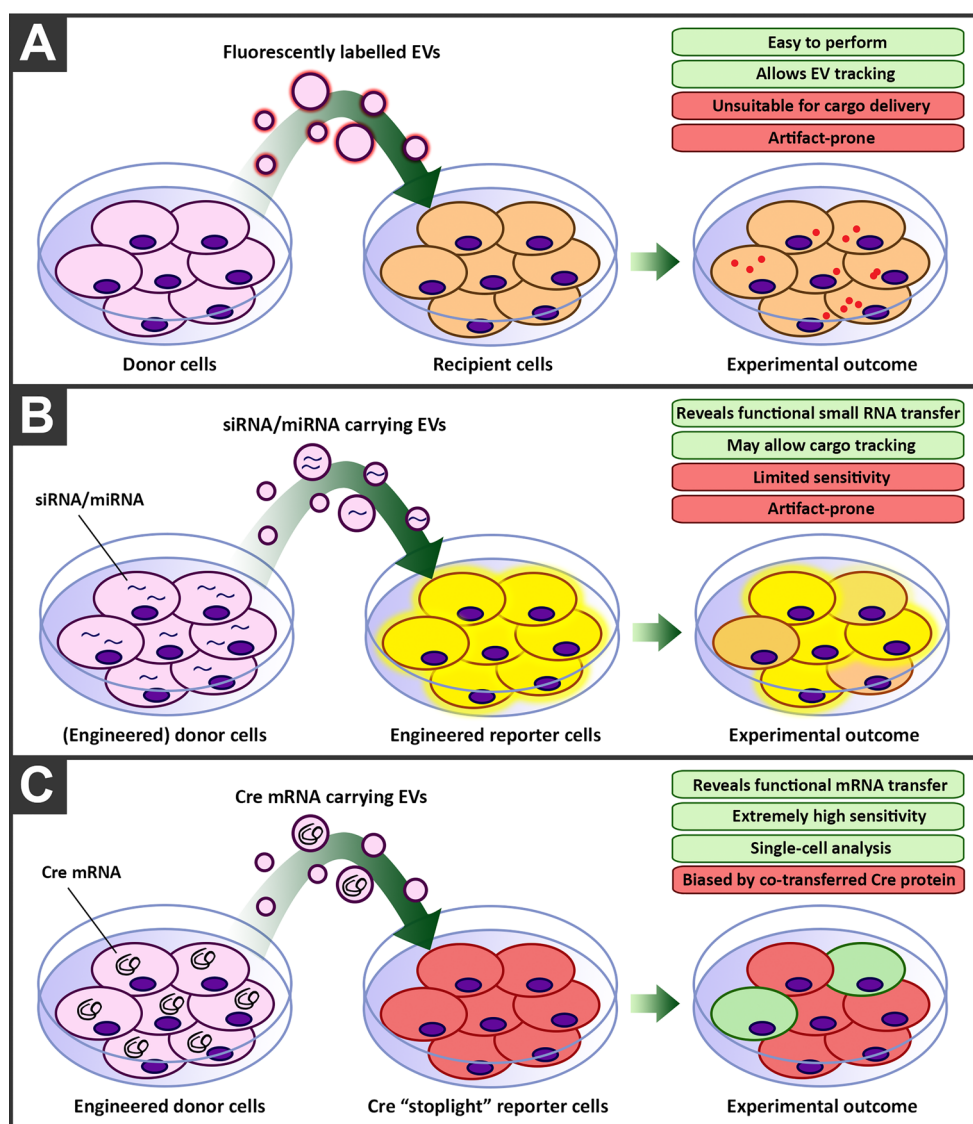 A
Fluorescently labelled EVs
Easy to perform
Allows EV tracking
Unsuitable for cargo delivery
Artifact-prone
Donor cells
Recipient cells
Experimental outcome
B
siRNA/miRNA carrying EVs
Reveals functional small RNA transfer
May allow cargo tracking
Limited sensitivity
Artifact-prone
siRNA/miRNA
(Engineered) donor cells
Engineered reporter cells
Experimental outcome
C
Cre mRNA carrying EVs
Reveals functional mRNA transfer
Extremely high sensitivity
Single-cell analysis
Biased by co-transferred Cre protein
Cre mRNA
Engineered donor cells
Cre “stoplight” reporter cells
Experimental outcome